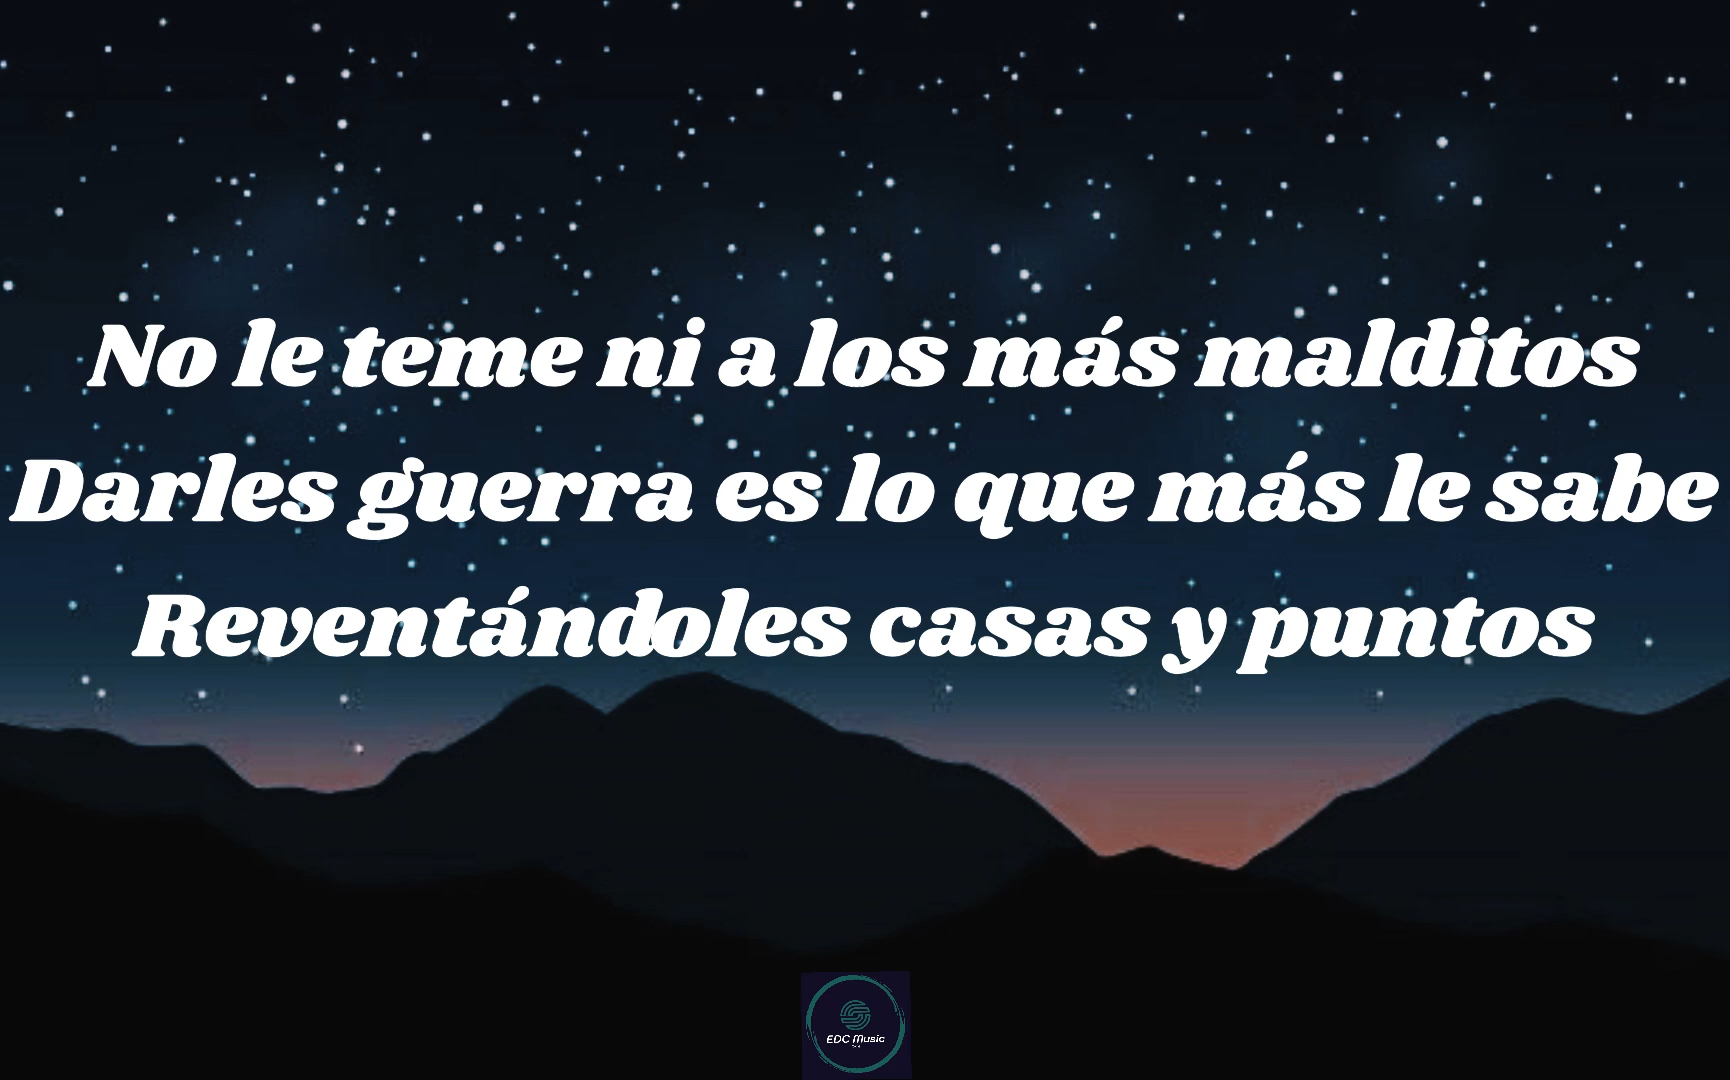 No le teme ni a los más malditos
Darles guerra es lo que más le sabe
Reventándoles casas y puntos
EDC Music